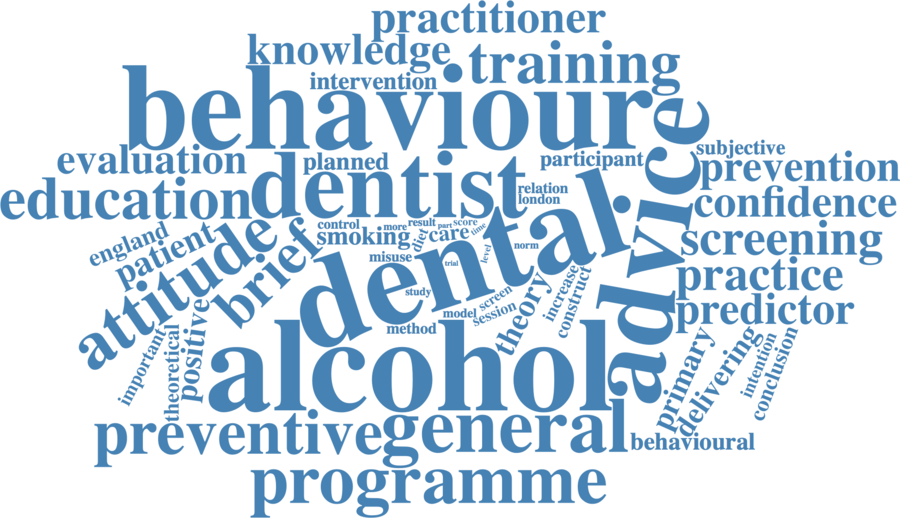 practitioner
knowledge
training
intervention
behaviour
advice
subjective
evaluation
planned
participant
prevention
education
dentist
relation
london
confidence
england
patient
attitude
brief
control
more
result
part
score
time
smoking
diet
care
level
norm
misuse
trial
dental
screening
practice
predictor
study
screen
model
session
method
theory
increase
construct
important
theoretical
positive
alcohol
primary
delivering
intention
conclusion
preventive
general
behavioural
programme